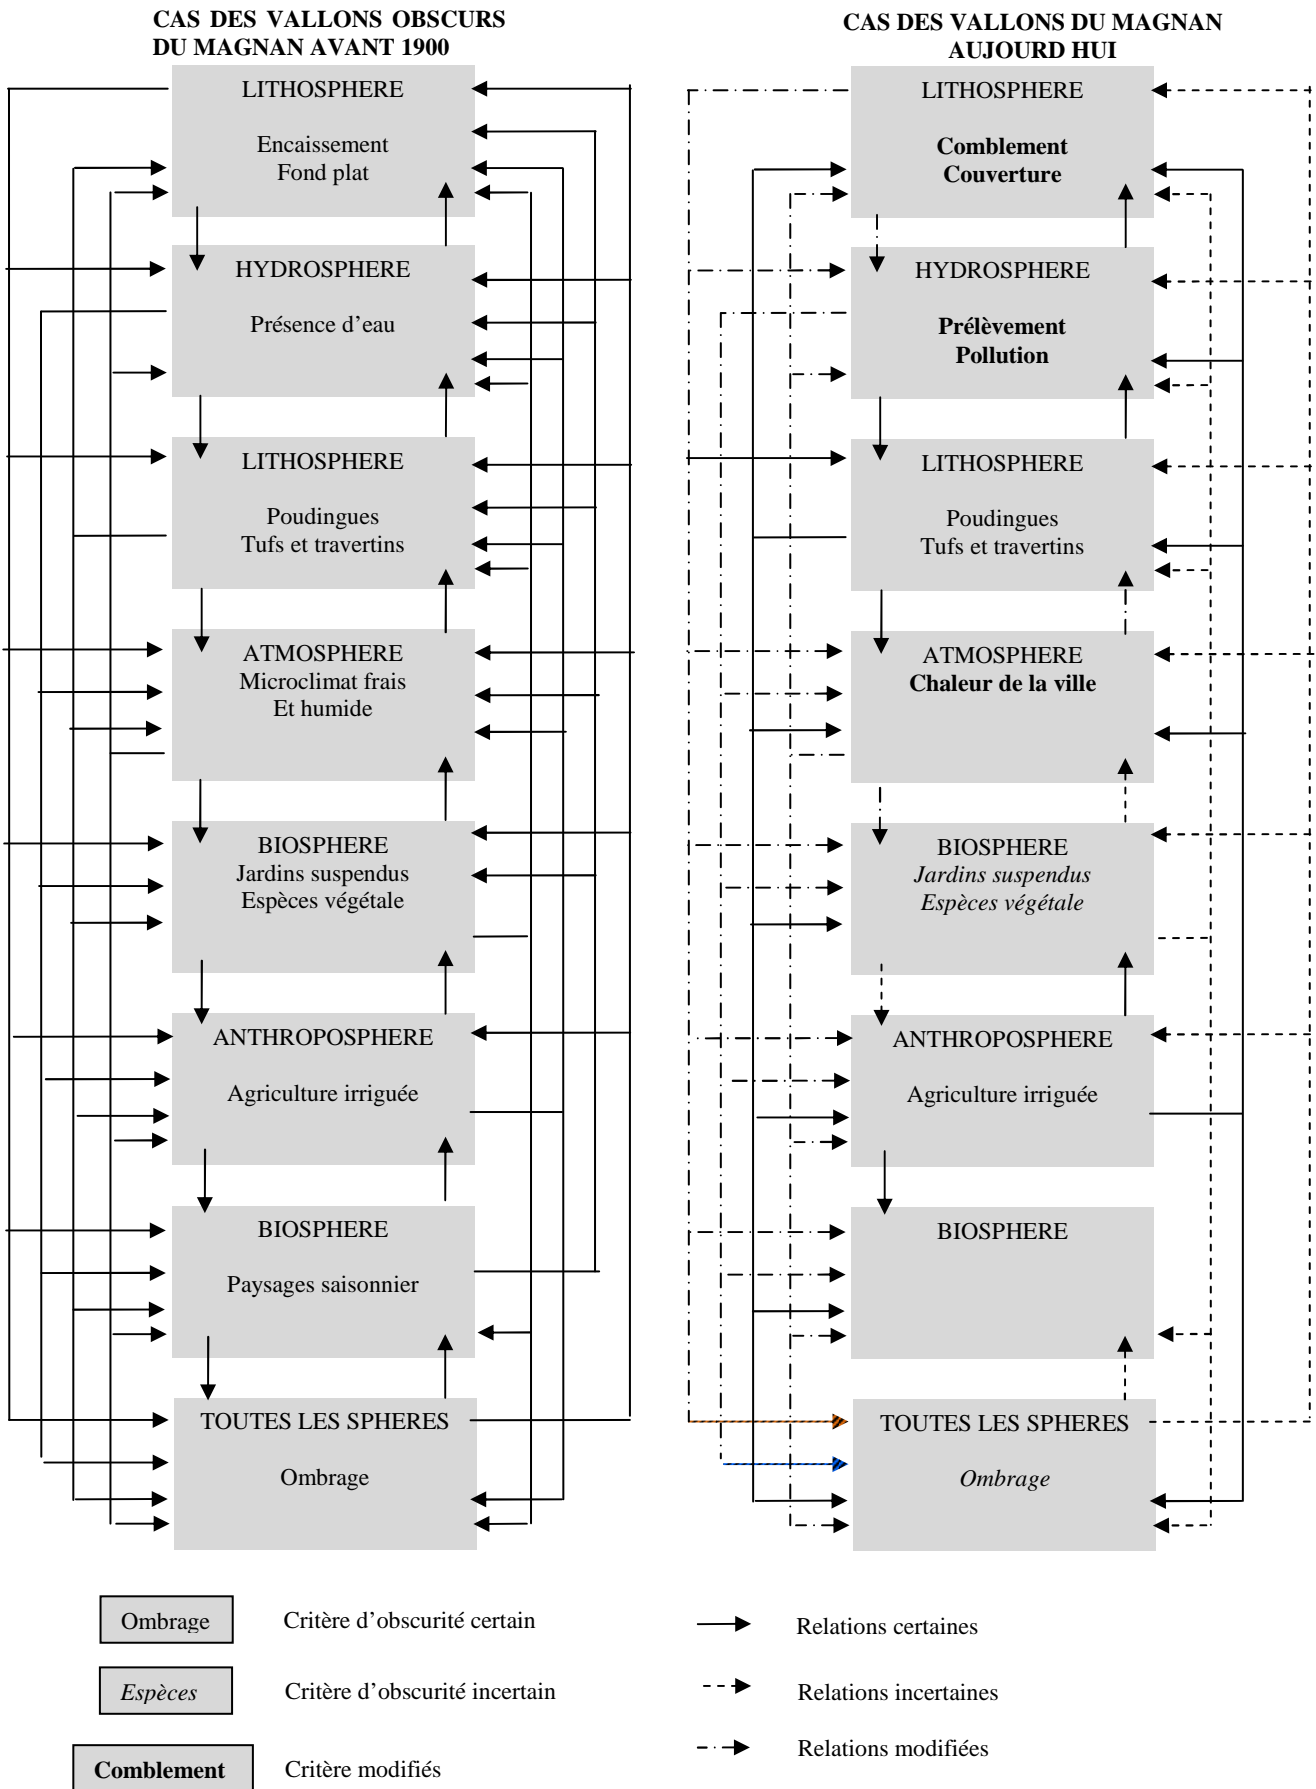 CAS DES VALLONS OBSCURS
DU MAGNAN AVANT 1900
LITHOSPHERE
Encaissement
Fond plat
HYDROSPHERE
Présence d’eau
LITHOSPHERE
Poudingues
Tufs et travertins
ATMOSPHERE
Microclimat frais
Et humide
BIOSPHERE
Jardins suspendus
Espèces végétale
ANTHROPOSPHERE
Agriculture irriguée
BIOSPHERE
Paysages saisonnier
TOUTES LES SPHERES
Ombrage
CAS DES VALLONS DU MAGNAN
AUJOURD HUI
LITHOSPHERE
Comblement
Couverture
HYDROSPHERE
Prélèvement
Pollution
LITHOSPHERE
Poudingues
Tufs et travertins
ATMOSPHERE
Chaleur de la ville
BIOSPHERE
Jardins suspendus
Espèces végétale
ANTHROPOSPHERE
Agriculture irriguée
BIOSPHERE
TOUTES LES SPHERES
Ombrage
Ombrage
Critère d’obscurité certain
Espèces
Critère d’obscurité incertain
Comblement
Critère modifiés
Relations certaines
Relations incertaines
Relations modifiées